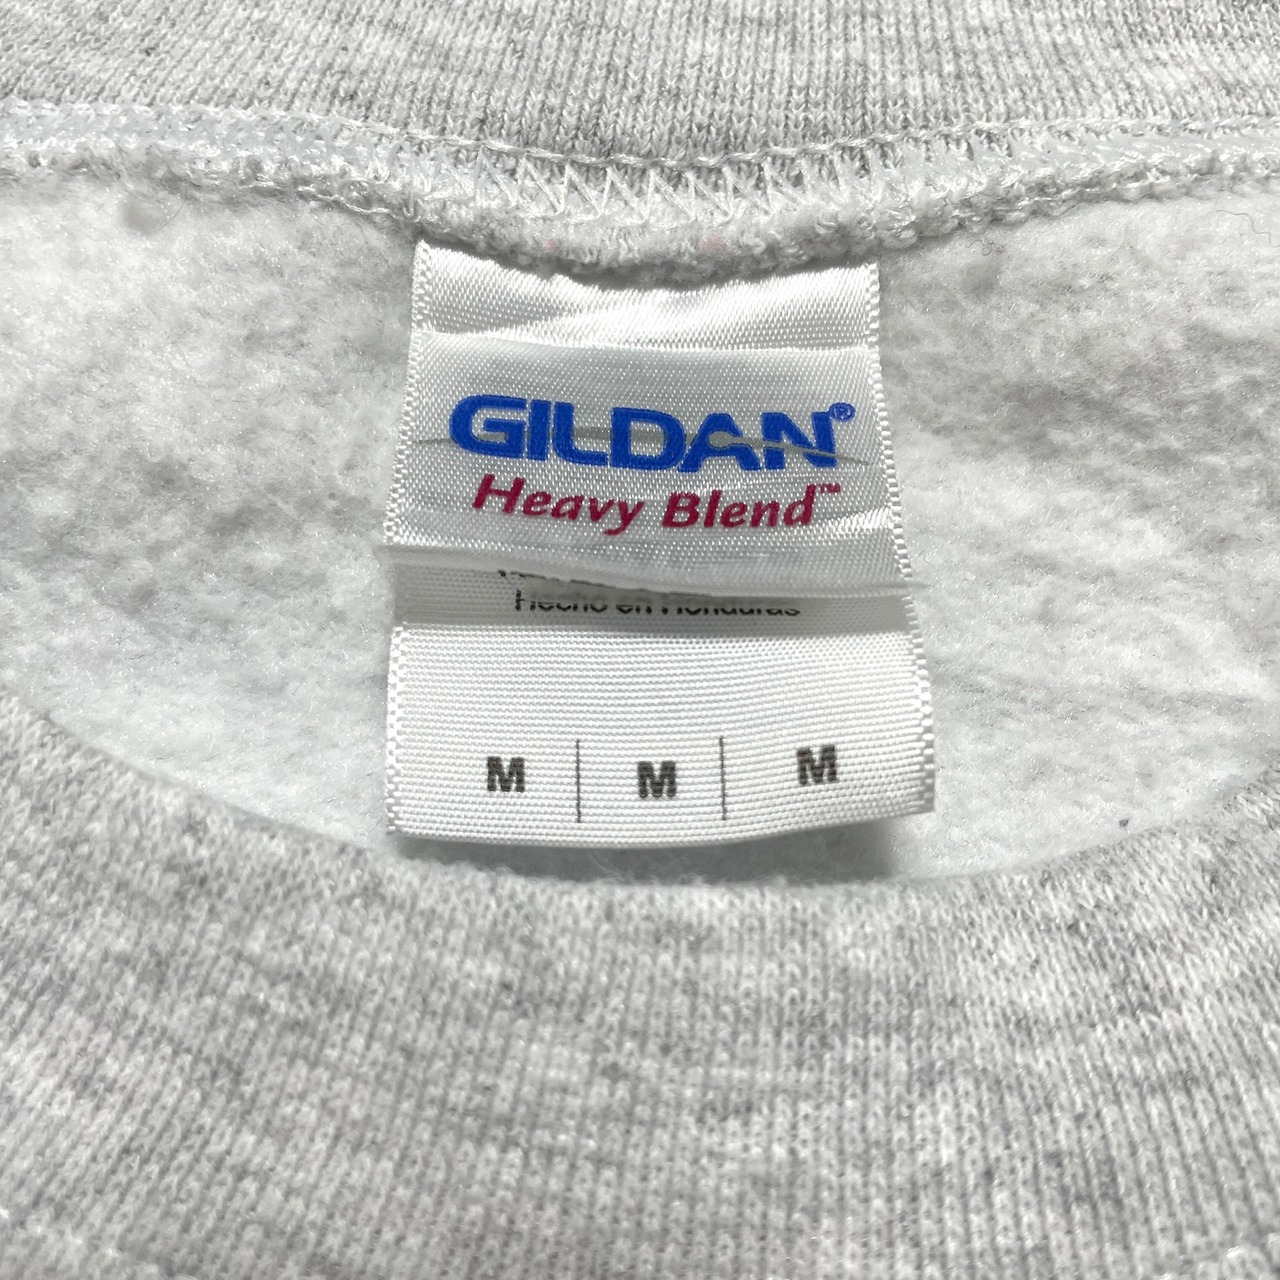 GILDAN®
Heavy Blend™
Hecho en Honduras
M | M | M